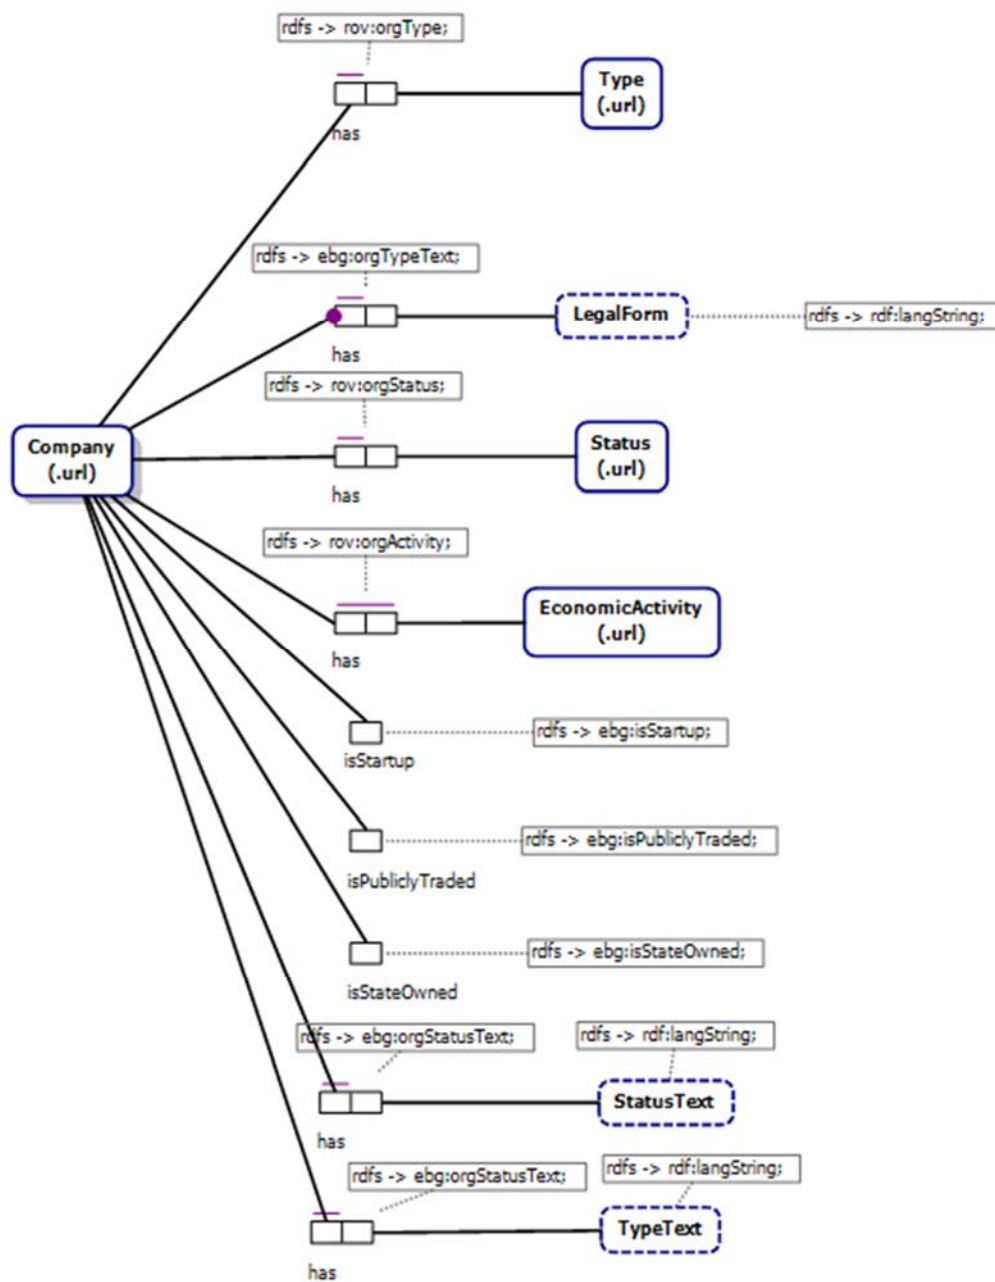 rdfs -> rov:orgType;
Type
(.url)
has
rdfs -> ebg:orgTypeText;
LegalForm
rdfs -> rdf:langString;
has
rdfs -> rov:orgStatus;
Company
(.url)
Status
(.url)
has
rdfs -> rov:orgActivity;
EconomicActivity
(.url)
has
rdfs -> ebg:isStartup;
isStartup
rdfs -> ebg:isPubliclyTraded;
isPubliclyTraded
rdfs -> ebg:isStateOwned;
isStateOwned
rdfs -> ebg:orgStatusText;
rdfs -> rdf:langString;
StatusText
has
rdfs -> ebg:orgStatusText;
rdfs -> rdf:langString;
TypeText
has